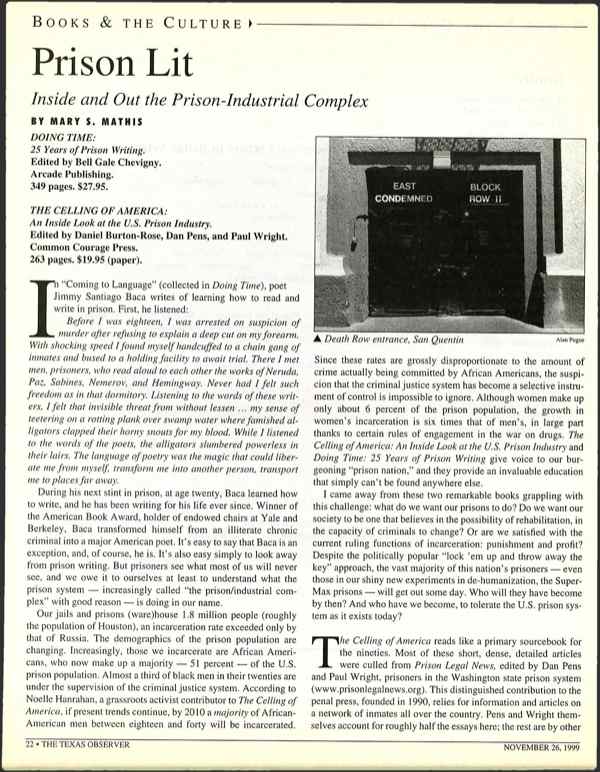 BOOKS & THE CULTURE
Prison Lit
Inside and Out the Prison-Industrial Complex
BY MARY S. MATHIS
DOING TIME:
25 Years of Prison Writing.
Edited by Bell Gale Chevigny.
Arcade Publishing.
349 pages. $27.95.
THE CELLING OF AMERICA:
An Inside Look at the U.S. Prison Industry.
Edited by Daniel Burton-Rose, Dan Pens, and Paul Wright.
Common Courage Press.
263 pages. $19.95 (paper).
In "Coming to Language" (collected in Doing Time), poet
Jimmy Santiago Baca writes of learning how to read and
write in prison. First, he listened:
Before I was eighteen, I was arrested on suspicion of
murder after refusing to explain a deep cut on my forearm.
With shocking speed I found myself handcuffed to a chain gang of
inmates and bused to a holding facility to await trial. There I met
men, prisoners, who read aloud to each other the works of Neruda,
Paz, Sabines, Nemerov, and Hemingway. Never had I felt such
freedom as in that dormitory. Listening to the words of these writ-
ers, I felt that invisible threat from without lessen ... my sense of
teetering on a rotting plank over swamp water where famished al-
ligators clapped their horny snouts for my blood. While I listened
to the words of the poets, the alligators slumbered powerless in
their lairs. The language of poetry was the magic that could liber-
ate me from myself, transform me into another person, transport
me to places far away.
During his next stint in prison, at age twenty, Baca learned how
to write, and he has been writing for his life ever since. Winner of
the American Book Award, holder of endowed chairs at Yale and
Berkeley, Baca transformed himself from an illiterate chronic
criminal into a major American poet. It's easy to say that Baca is an
exception, and, of course, he is. It's also easy simply to look away
from prison writing. But prisoners see what most of us will never
see, and we owe it to ourselves at least to understand what the
prison system — increasingly called "the prison/industrial com-
plex" with good reason — is doing in our name.
Our jails and prisons (ware)house 1.8 million people (roughly
the population of Houston), an incarceration rate exceeded only by
that of Russia. The demographics of the prison population are
changing. Increasingly, those we incarcerate are African Ameri-
cans, who now make up a majority — 51 percent — of the U.S.
prison population. Almost a third of black men in their twenties are
under the supervision of the criminal justice system. According to
Noelle Hanrahan, a grassroots activist contributor to The Celling of
America, if present trends continue, by 2010 a majority of African-
American men between eighteen and forty will be incarcerated.
EAST BLOCK
CONDEMNED ROW II
▲ Death Row entrance, San Quentin
Alan Pogue
Since these rates are grossly disproportionate to the amount of
crime actually being committed by African Americans, the suspi-
cion that the criminal justice system has become a selective instru-
ment of control is impossible to ignore. Although women make up
only about 6 percent of the prison population, the growth in
women's incarceration is six times that of men's, in large part
thanks to certain rules of engagement in the war on drugs. The
Celling of America: An Inside Look at the U.S. Prison Industry and
Doing Time: 25 Years of Prison Writing give voice to our bur-
geoning "prison nation," and they provide an invaluable education
that simply can't be found anywhere else.
I came away from these two remarkable books grappling with
this challenge: what do we want our prisons to do? Do we want our
society to be one that believes in the possibility of rehabilitation, in
the capacity of criminals to change? Or are we satisfied with the
current ruling functions of incarceration: punishment and profit?
Despite the politically popular "lock 'em up and throw away the
key" approach, the vast majority of this nation's prisoners — even
those in our shiny new experiments in de-humanization, the Super-
Max prisons — will get out some day. Who will they have become
by then? And who have we become, to tolerate the U.S. prison sys-
tem as it exists today?
The Celling of America reads like a primary sourcebook for
the nineties. Most of these short, dense, detailed articles
were culled from Prison Legal News, edited by Dan Pens
and Paul Wright, prisoners in the Washington state prison system
(www.prisonlegalnews.org). This distinguished contribution to the
penal press, founded in 1990, relies for information and articles on
a network of inmates all over the country. Pens and Wright them-
selves account for roughly half the essays here; the rest are by other
22 • THE TEXAS OBSERVER
NOVEMBER 26, 1999